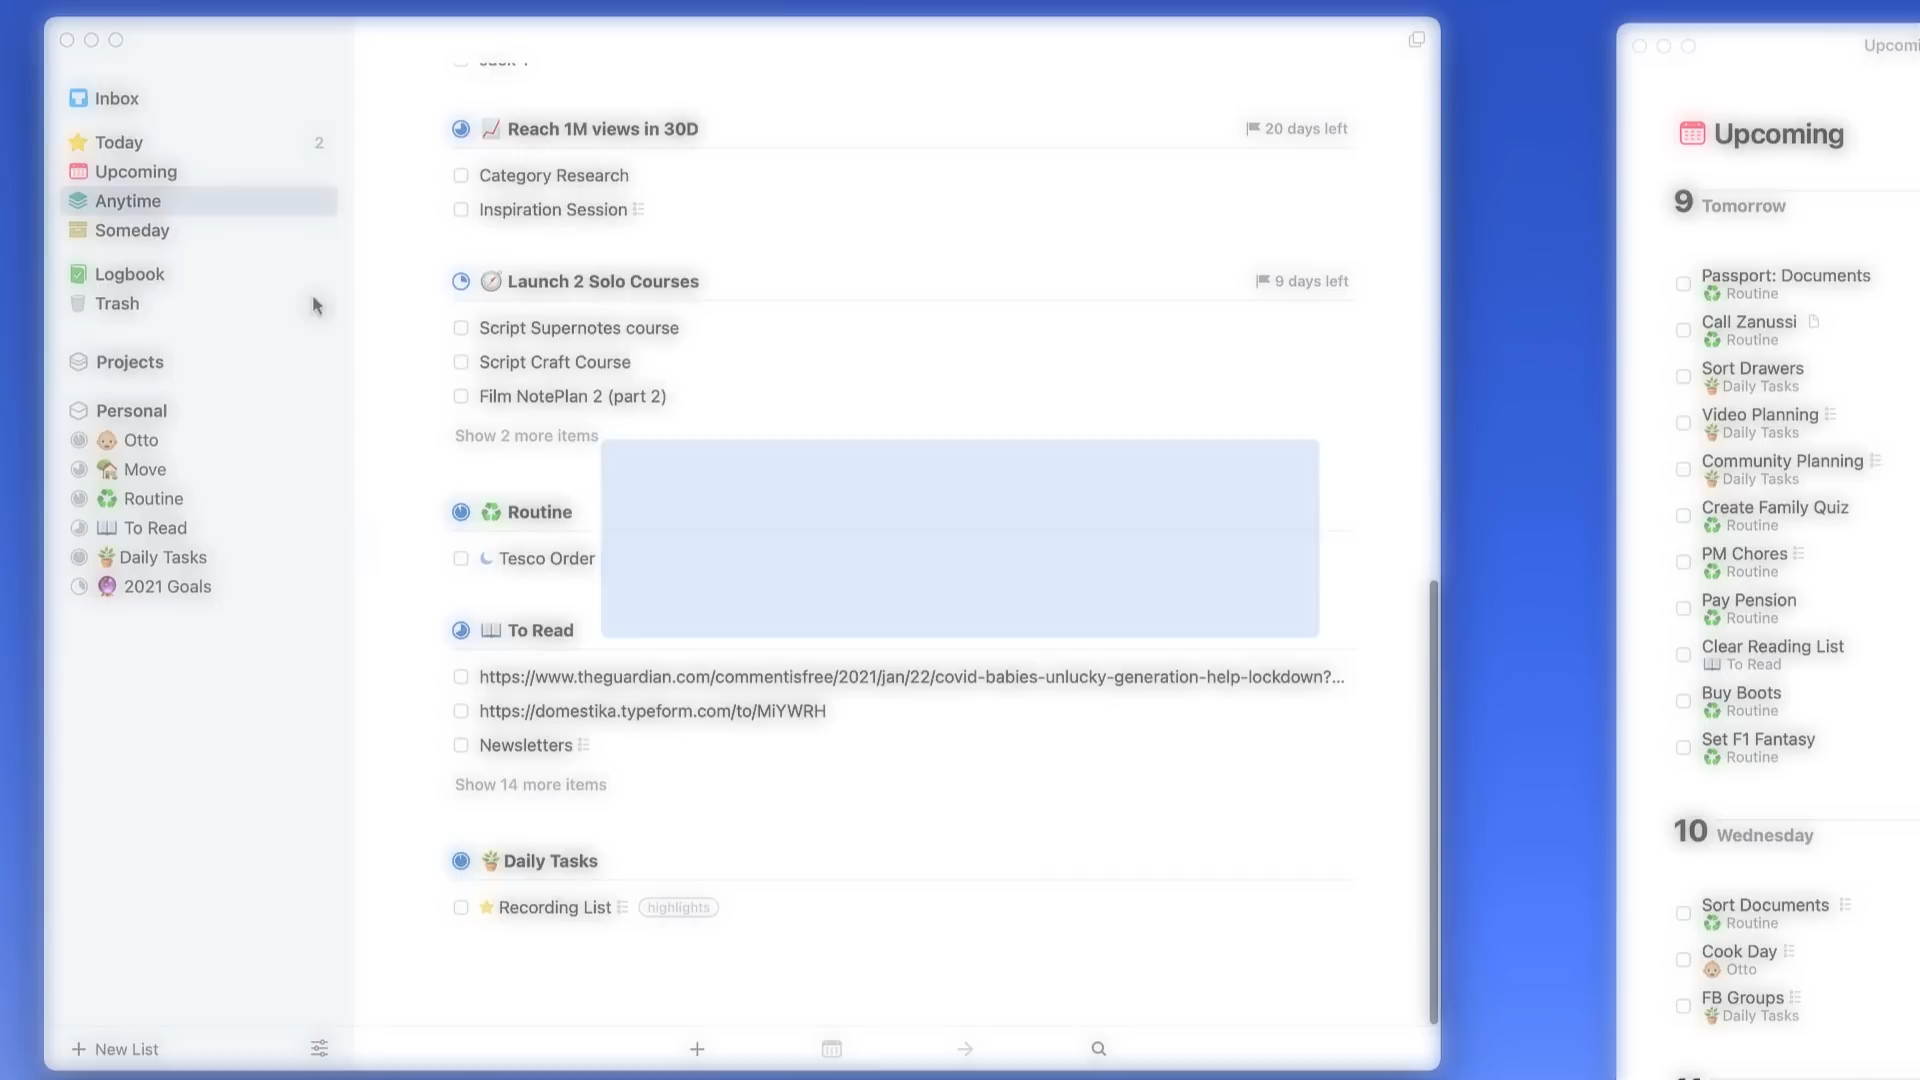 Inbox
Today 2
Upcoming
Anytime
Someday
Logbook
Trash
Projects
Personal
Otto
Move
Routine
To Read
Daily Tasks
2021 Goals
New List
Reach 1M views in 30D 20 days left
Category Research
Inspiration Session
Launch 2 Solo Courses 9 days left
Script Supernotes course
Script Craft Course
Film NotePlan 2 (part 2)
Show 2 more items
Routine
Tesco Order
To Read
https://www.theguardian.com/commentisfree/2021/jan/22/covid-babies-unlucky-generation-help-lockdown?...
https://domestika.typeform.com/to/MiYWRH
Newsletters
Show 14 more items
Daily Tasks
Recording List highlights
Upcoming
9 Tomorrow
Passport: Documents
Routine
Call Zanussi
Routine
Sort Drawers
Daily Tasks
Video Planning
Daily Tasks
Community Planning
Daily Tasks
Create Family Quiz
Routine
PM Chores
Routine
Pay Pension
Routine
Clear Reading List
To Read
Buy Boots
Routine
Set F1 Fantasy
Routine
10 Wednesday
Sort Documents
Routine
Cook Day
Otto
FB Groups
Daily Tasks